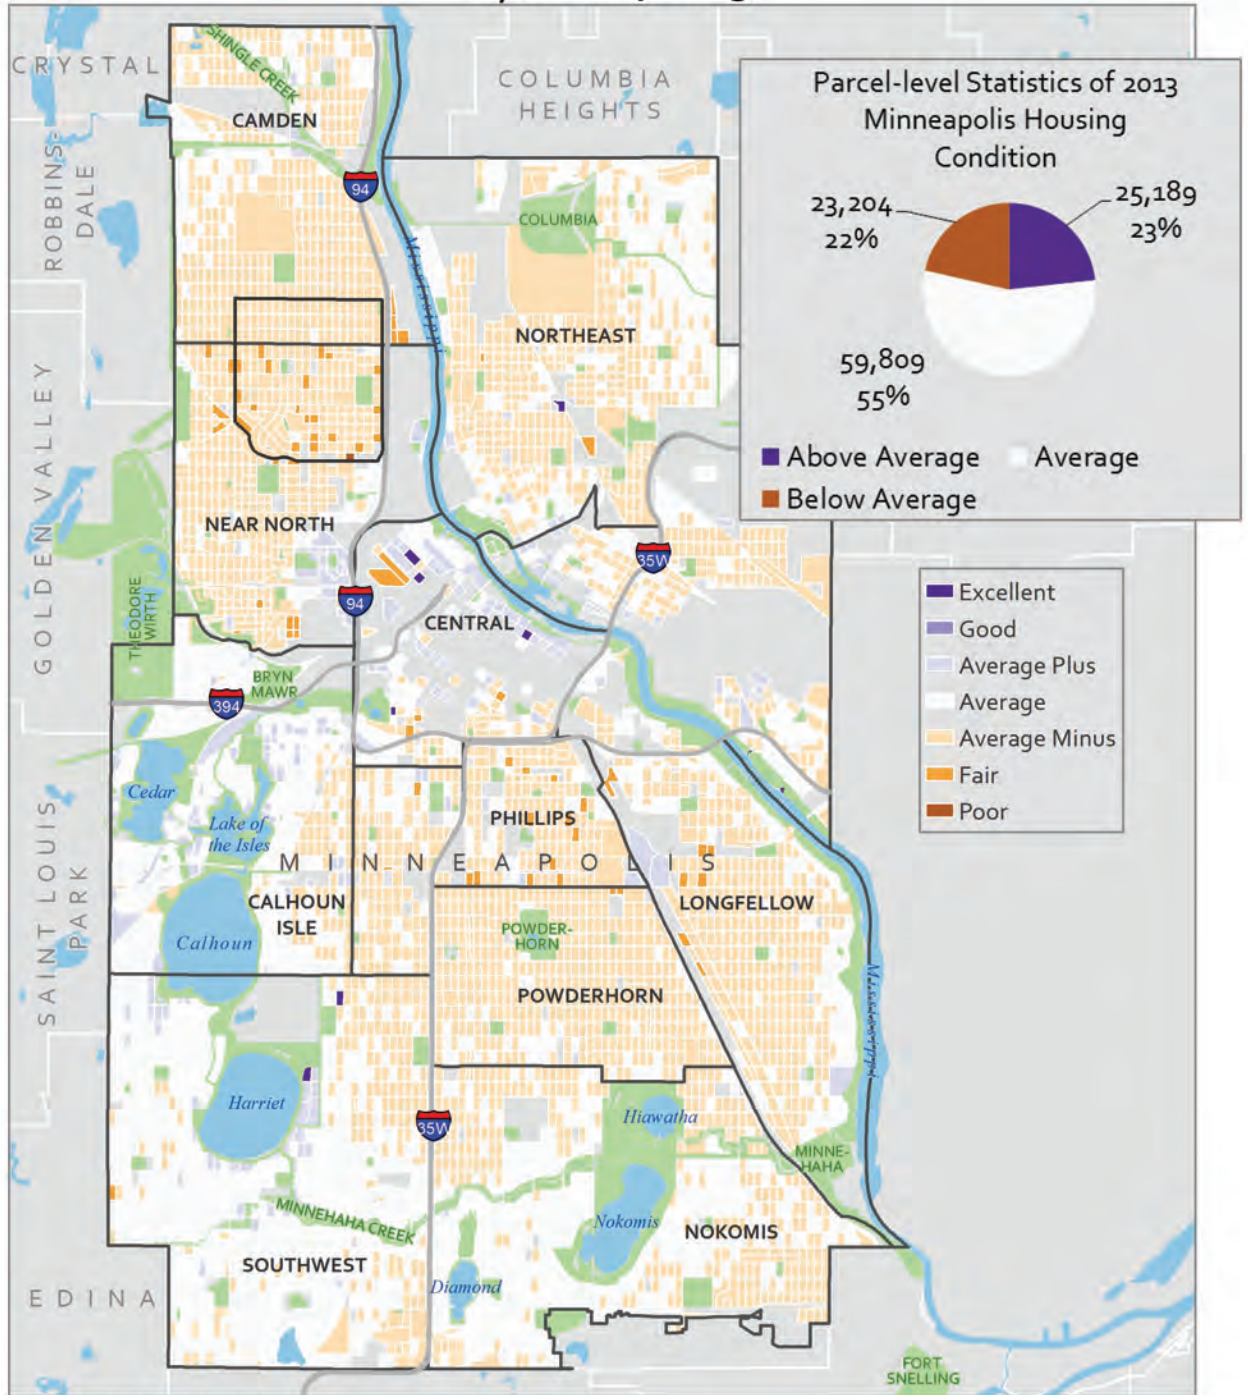 CRYSTAL
SHINGLE CREEK
CAMDEN
COLUMBIA
HEIGHTS
ROBBINS-
DALE
94
COLUMBIA
Mississippi
NORTHEAST
Parcel-level Statistics of 2013
Minneapolis Housing
Condition
23,204
22%
25,189
23%
59,809
55%
Above Average
Average
Below Average
GOLDEN VALLEY
NEAR NORTH
35W
THEODORE
WIRTH
94
CENTRAL
BRYN
MAWR
394
Excellent
Good
Average Plus
Average
Average Minus
Fair
Poor
Cedar
Lake of
the Isles
PHILLIPS
MINNEAPOLIS
SAINT LOUIS
PARK
CALHOUN
ISLE
Calhoun
LONGFELLOW
POWDER-
HORN
POWDERHORN
Mississippi
Harriet
35W
Hiawatha
MINNE-
HAHA
MINNEHAHA CREEK
Nokomis
NOKOMIS
SOUTHWEST
Diamond
EDINA
FORT
SNELLING